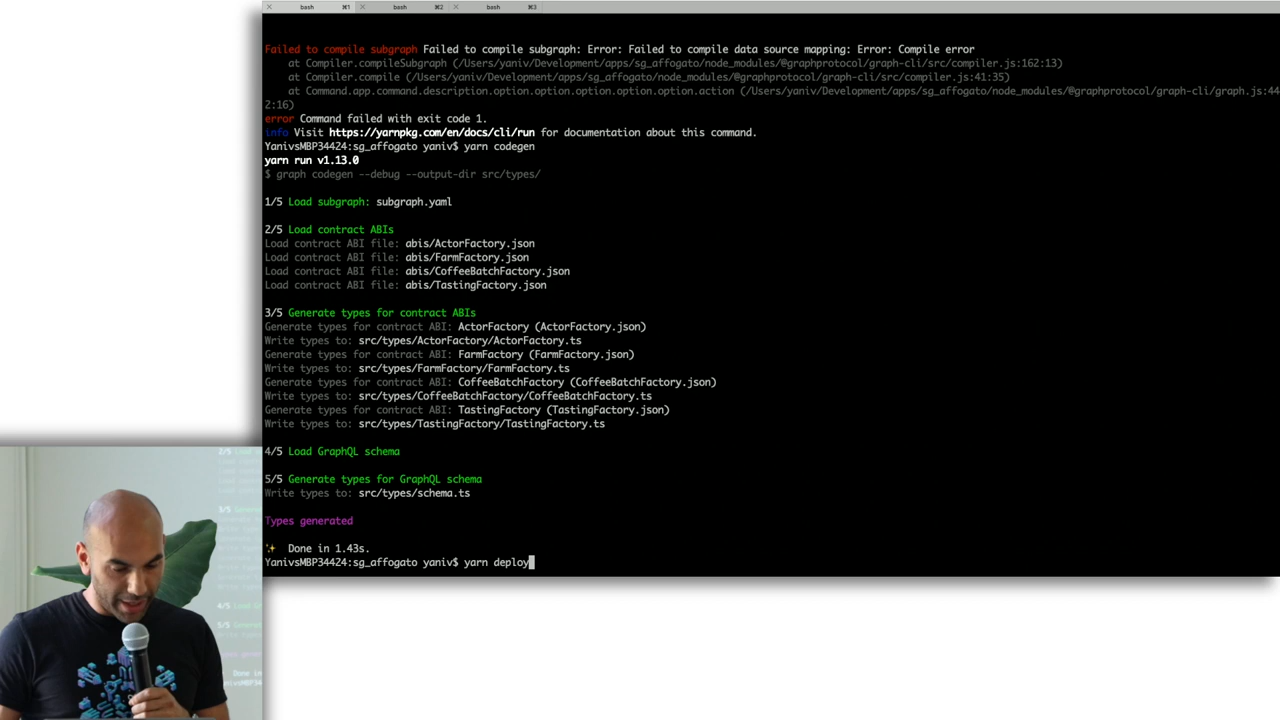 bash ⌘1 bash ⌘2 bash ⌘3
Failed to compile subgraph Failed to compile subgraph: Error: Failed to compile data source mapping: Error: Compile error
at Compiler.compileSubgraph (/Users/yaniv/Development/apps/sg_affogato/node_modules/@graphprotocol/graph-cli/src/compiler.js:162:13)
at Compiler.compile (/Users/yaniv/Development/apps/sg_affogato/node_modules/@graphprotocol/graph-cli/src/compiler.js:41:35)
at Command.app.command.description.option.option.option.option.option.action (/Users/yaniv/Development/apps/sg_affogato/node_modules/@graphprotocol/graph-cli/graph.js:44
2:16)
error Command failed with exit code 1.
info Visit https://yarnpkg.com/en/docs/cli/run for documentation about this command.
YanivsMBP34424:sg_affogato yaniv$ yarn codegen
yarn run v1.13.0
$ graph codegen --debug --output-dir src/types/
1/5 Load subgraph: subgraph.yaml
2/5 Load contract ABIs
Load contract ABI file: abis/ActorFactory.json
Load contract ABI file: abis/FarmFactory.json
Load contract ABI file: abis/CoffeeBatchFactory.json
Load contract ABI file: abis/TastingFactory.json
3/5 Generate types for contract ABIs
Generate types for contract ABI: ActorFactory (ActorFactory.json)
Write types to: src/types/ActorFactory/ActorFactory.ts
Generate types for contract ABI: FarmFactory (FarmFactory.json)
Write types to: src/types/FarmFactory/FarmFactory.ts
Generate types for contract ABI: CoffeeBatchFactory (CoffeeBatchFactory.json)
Write types to: src/types/CoffeeBatchFactory/CoffeeBatchFactory.ts
Generate types for contract ABI: TastingFactory (TastingFactory.json)
Write types to: src/types/TastingFactory/TastingFactory.ts
4/5 Load GraphQL schema
5/5 Generate types for GraphQL schema
Write types to: src/types/schema.ts
Types generated
✨ Done in 1.43s.
YanivsMBP34424:sg_affogato yaniv$ yarn deploy